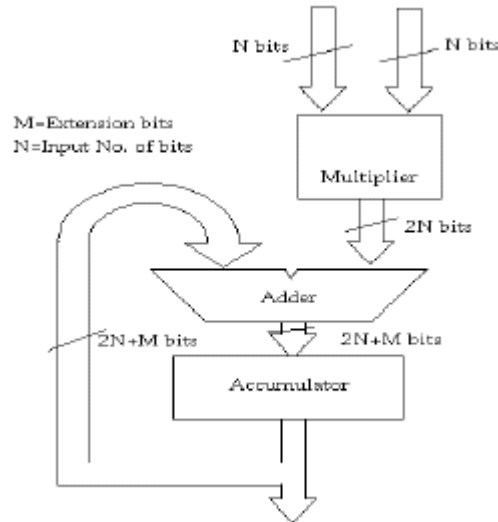 N bits
N bits
M=Extension bits
N=Input No. of bits
Multiplier
2N bits
Adder
2N+M bits
2N+M bits
Accumulator